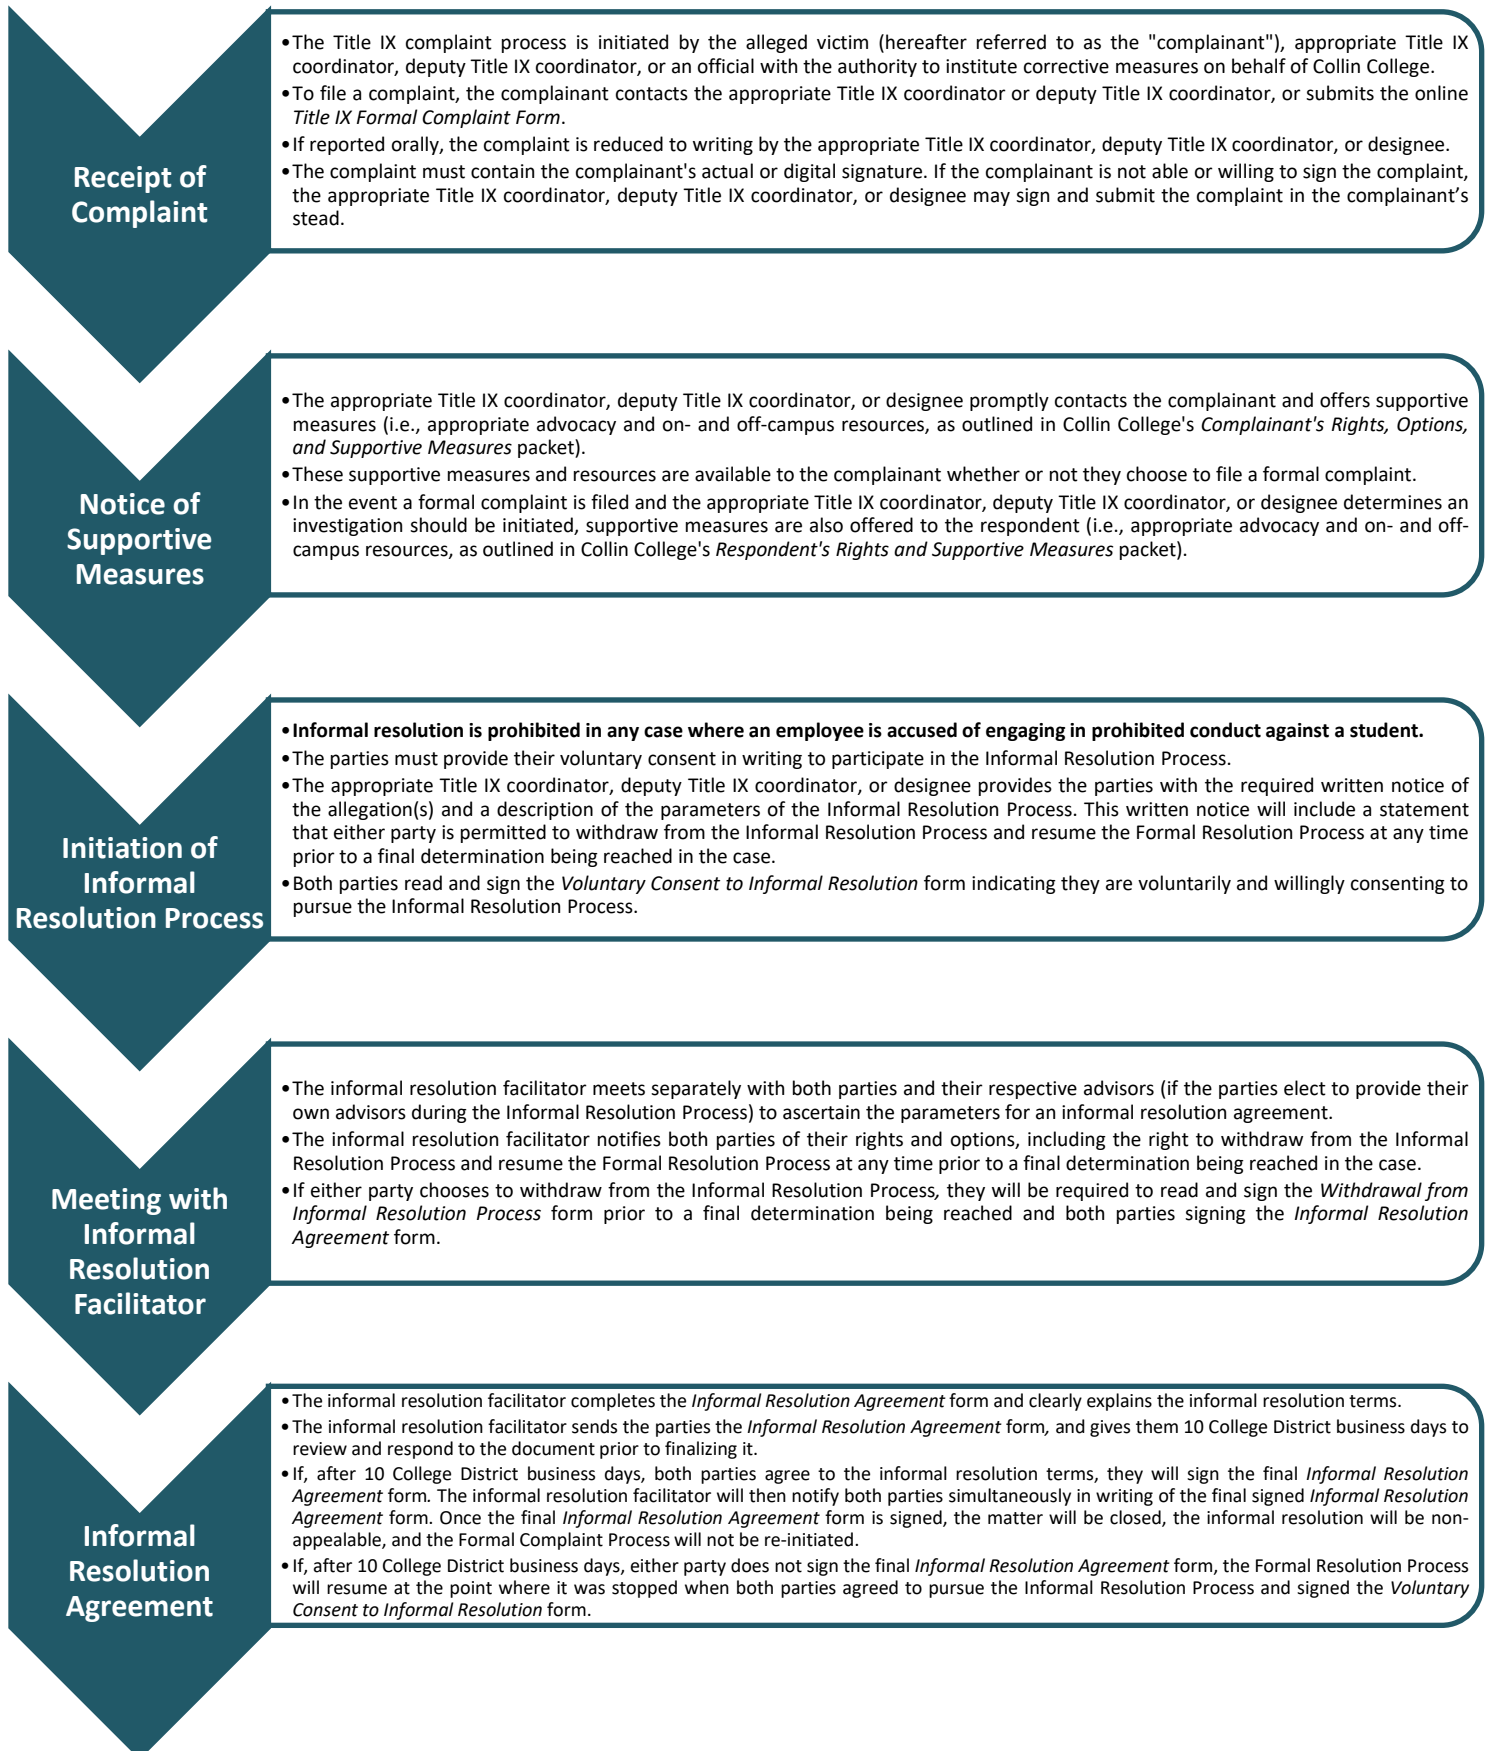 Receipt of
Complaint
•The Title IX complaint process is initiated by the alleged victim (hereafter referred to as the "complainant"), appropriate Title IX
coordinator, deputy Title IX coordinator, or an official with the authority to institute corrective measures on behalf of Collin College.
•To file a complaint, the complainant contacts the appropriate Title IX coordinator or deputy Title IX coordinator, or submits the online
Title IX Formal Complaint Form.
•If reported orally, the complaint is reduced to writing by the appropriate Title IX coordinator, deputy Title IX coordinator, or designee.
•The complaint must contain the complainant's actual or digital signature. If the complainant is not able or willing to sign the complaint,
the appropriate Title IX coordinator, deputy Title IX coordinator, or designee may sign and submit the complaint in the complainant’s
stead.
Notice of
Supportive
Measures
•The appropriate Title IX coordinator, deputy Title IX coordinator, or designee promptly contacts the complainant and offers supportive
measures (i.e., appropriate advocacy and on- and off-campus resources, as outlined in Collin College's Complainant's Rights, Options,
and Supportive Measures packet).
•These supportive measures and resources are available to the complainant whether or not they choose to file a formal complaint.
•In the event a formal complaint is filed and the appropriate Title IX coordinator, deputy Title IX coordinator, or designee determines an
investigation should be initiated, supportive measures are also offered to the respondent (i.e., appropriate advocacy and on- and off-
campus resources, as outlined in Collin College's Respondent's Rights and Supportive Measures packet).
Initiation of
Informal
Resolution Process
•Informal resolution is prohibited in any case where an employee is accused of engaging in prohibited conduct against a student.
•The parties must provide their voluntary consent in writing to participate in the Informal Resolution Process.
•The appropriate Title IX coordinator, deputy Title IX coordinator, or designee provides the parties with the required written notice of
the allegation(s) and a description of the parameters of the Informal Resolution Process. This written notice will include a statement
that either party is permitted to withdraw from the Informal Resolution Process and resume the Formal Resolution Process at any time
prior to a final determination being reached in the case.
•Both parties read and sign the Voluntary Consent to Informal Resolution form indicating they are voluntarily and willingly consenting to
pursue the Informal Resolution Process.
Meeting with
Informal
Resolution
Facilitator
•The informal resolution facilitator meets separately with both parties and their respective advisors (if the parties elect to provide their
own advisors during the Informal Resolution Process) to ascertain the parameters for an informal resolution agreement.
•The informal resolution facilitator notifies both parties of their rights and options, including the right to withdraw from the Informal
Resolution Process and resume the Formal Resolution Process at any time prior to a final determination being reached in the case.
•If either party chooses to withdraw from the Informal Resolution Process, they will be required to read and sign the Withdrawal from
Informal Resolution Process form prior to a final determination being reached and both parties signing the Informal Resolution
Agreement form.
Informal
Resolution
Agreement
•The informal resolution facilitator completes the Informal Resolution Agreement form and clearly explains the informal resolution terms.
•The informal resolution facilitator sends the parties the Informal Resolution Agreement form, and gives them 10 College District business days to
review and respond to the document prior to finalizing it.
•If, after 10 College District business days, both parties agree to the informal resolution terms, they will sign the final Informal Resolution
Agreement form. The informal resolution facilitator will then notify both parties simultaneously in writing of the final signed Informal Resolution
Agreement form. Once the final Informal Resolution Agreement form is signed, the matter will be closed, the informal resolution will be non-
appealable, and the Formal Complaint Process will not be re-initiated.
•If, after 10 College District business days, either party does not sign the final Informal Resolution Agreement form, the Formal Resolution Process
will resume at the point where it was stopped when both parties agreed to pursue the Informal Resolution Process and signed the Voluntary
Consent to Informal Resolution form.